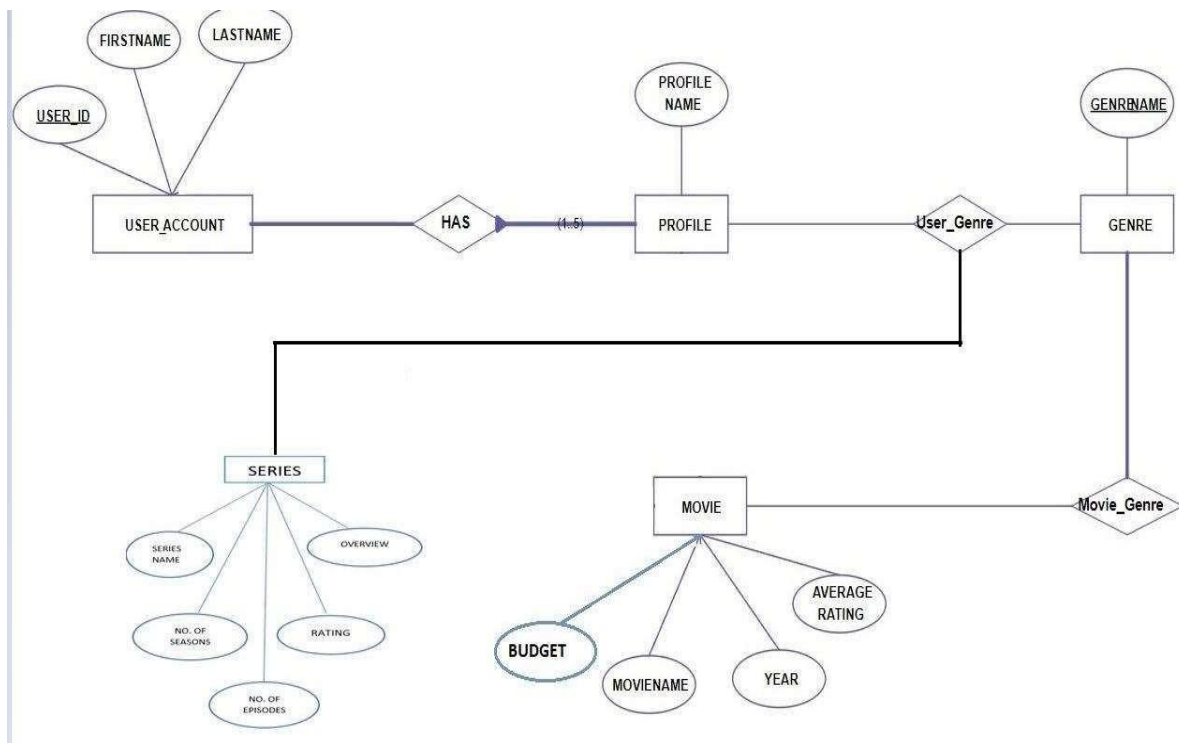 FIRSTNAME
LASTNAME
USER_ID
PROFILE
NAME
GENRENAME
USER_ACCOUNT
HAS
(1..5)
PROFILE
User_Genre
GENRE
SERIES
SERIES
NAME
OVERVIEW
NO. OF
SEASONS
RATING
NO. OF
EPISODES
MOVIE
Movie_Genre
AVERAGE
RATING
BUDGET
MOVIENAME
YEAR